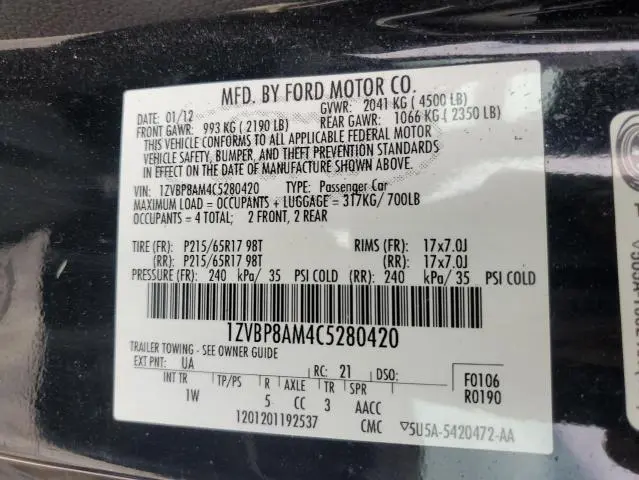 MFD. BY FORD MOTOR CO.
DATE: 01/12 GVWR: 2041 KG ( 4500 LB)
FRONT GAWR: 993 KG ( 2190 LB) REAR GAWR: 1066 KG ( 2350 LB)
THIS VEHICLE CONFORMS TO ALL APPLICABLE FEDERAL MOTOR
VEHICLE SAFETY, BUMPER, AND THEFT PREVENTION STANDARDS
IN EFFECT ON THE DATE OF MANUFACTURE SHOWN ABOVE.
VIN: 1ZVBP8AM4C5280420 TYPE: Passenger Car
MAXIMUM LOAD = OCCUPANTS + LUGGAGE = 317KG/ 700LB
OCCUPANTS = 4 TOTAL; 2 FRONT, 2 REAR
TIRE (FR): P215/65R17 98T RIMS (FR): 17x7.0J
(RR): P215/65R17 98T (RR): 17x7.0J
PRESSURE (FR): 240 kPa/ 35 PSI COLD (RR): 240 kPa/ 35 PSI COLD
1ZVBP8AM4C5280420
TRAILER TOWING - SEE OWNER GUIDE
EXT PNT: UA RC: 21 DSO: F0106
INT TR TP/PS R AXLE TR SPR R0190
1W 5 CC 3 AACC
1201201192537 CMC ▽5U5A-5420472-AA